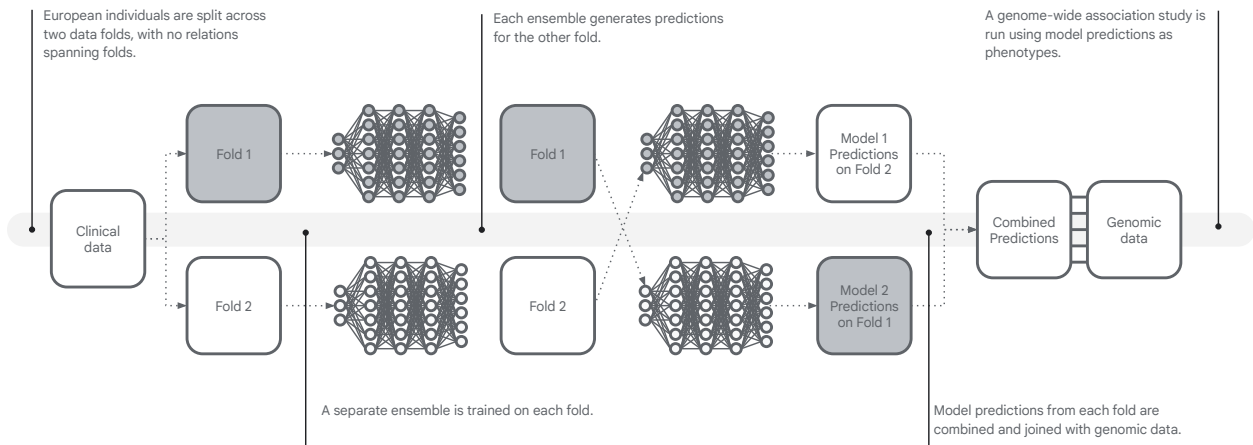 European individuals are split across
two data folds, with no relations
spanning folds.
Each ensemble generates predictions
for the other fold.
A genome-wide association study is
run using model predictions as
phenotypes.
Clinical
data
Fold 1
Fold 2
Fold 1
Fold 2
Model 1
Predictions
on Fold 2
Model 2
Predictions
on Fold 1
Combined
Predictions
Genomic
data
A separate ensemble is trained on each fold.
Model predictions from each fold are
combined and joined with genomic data.